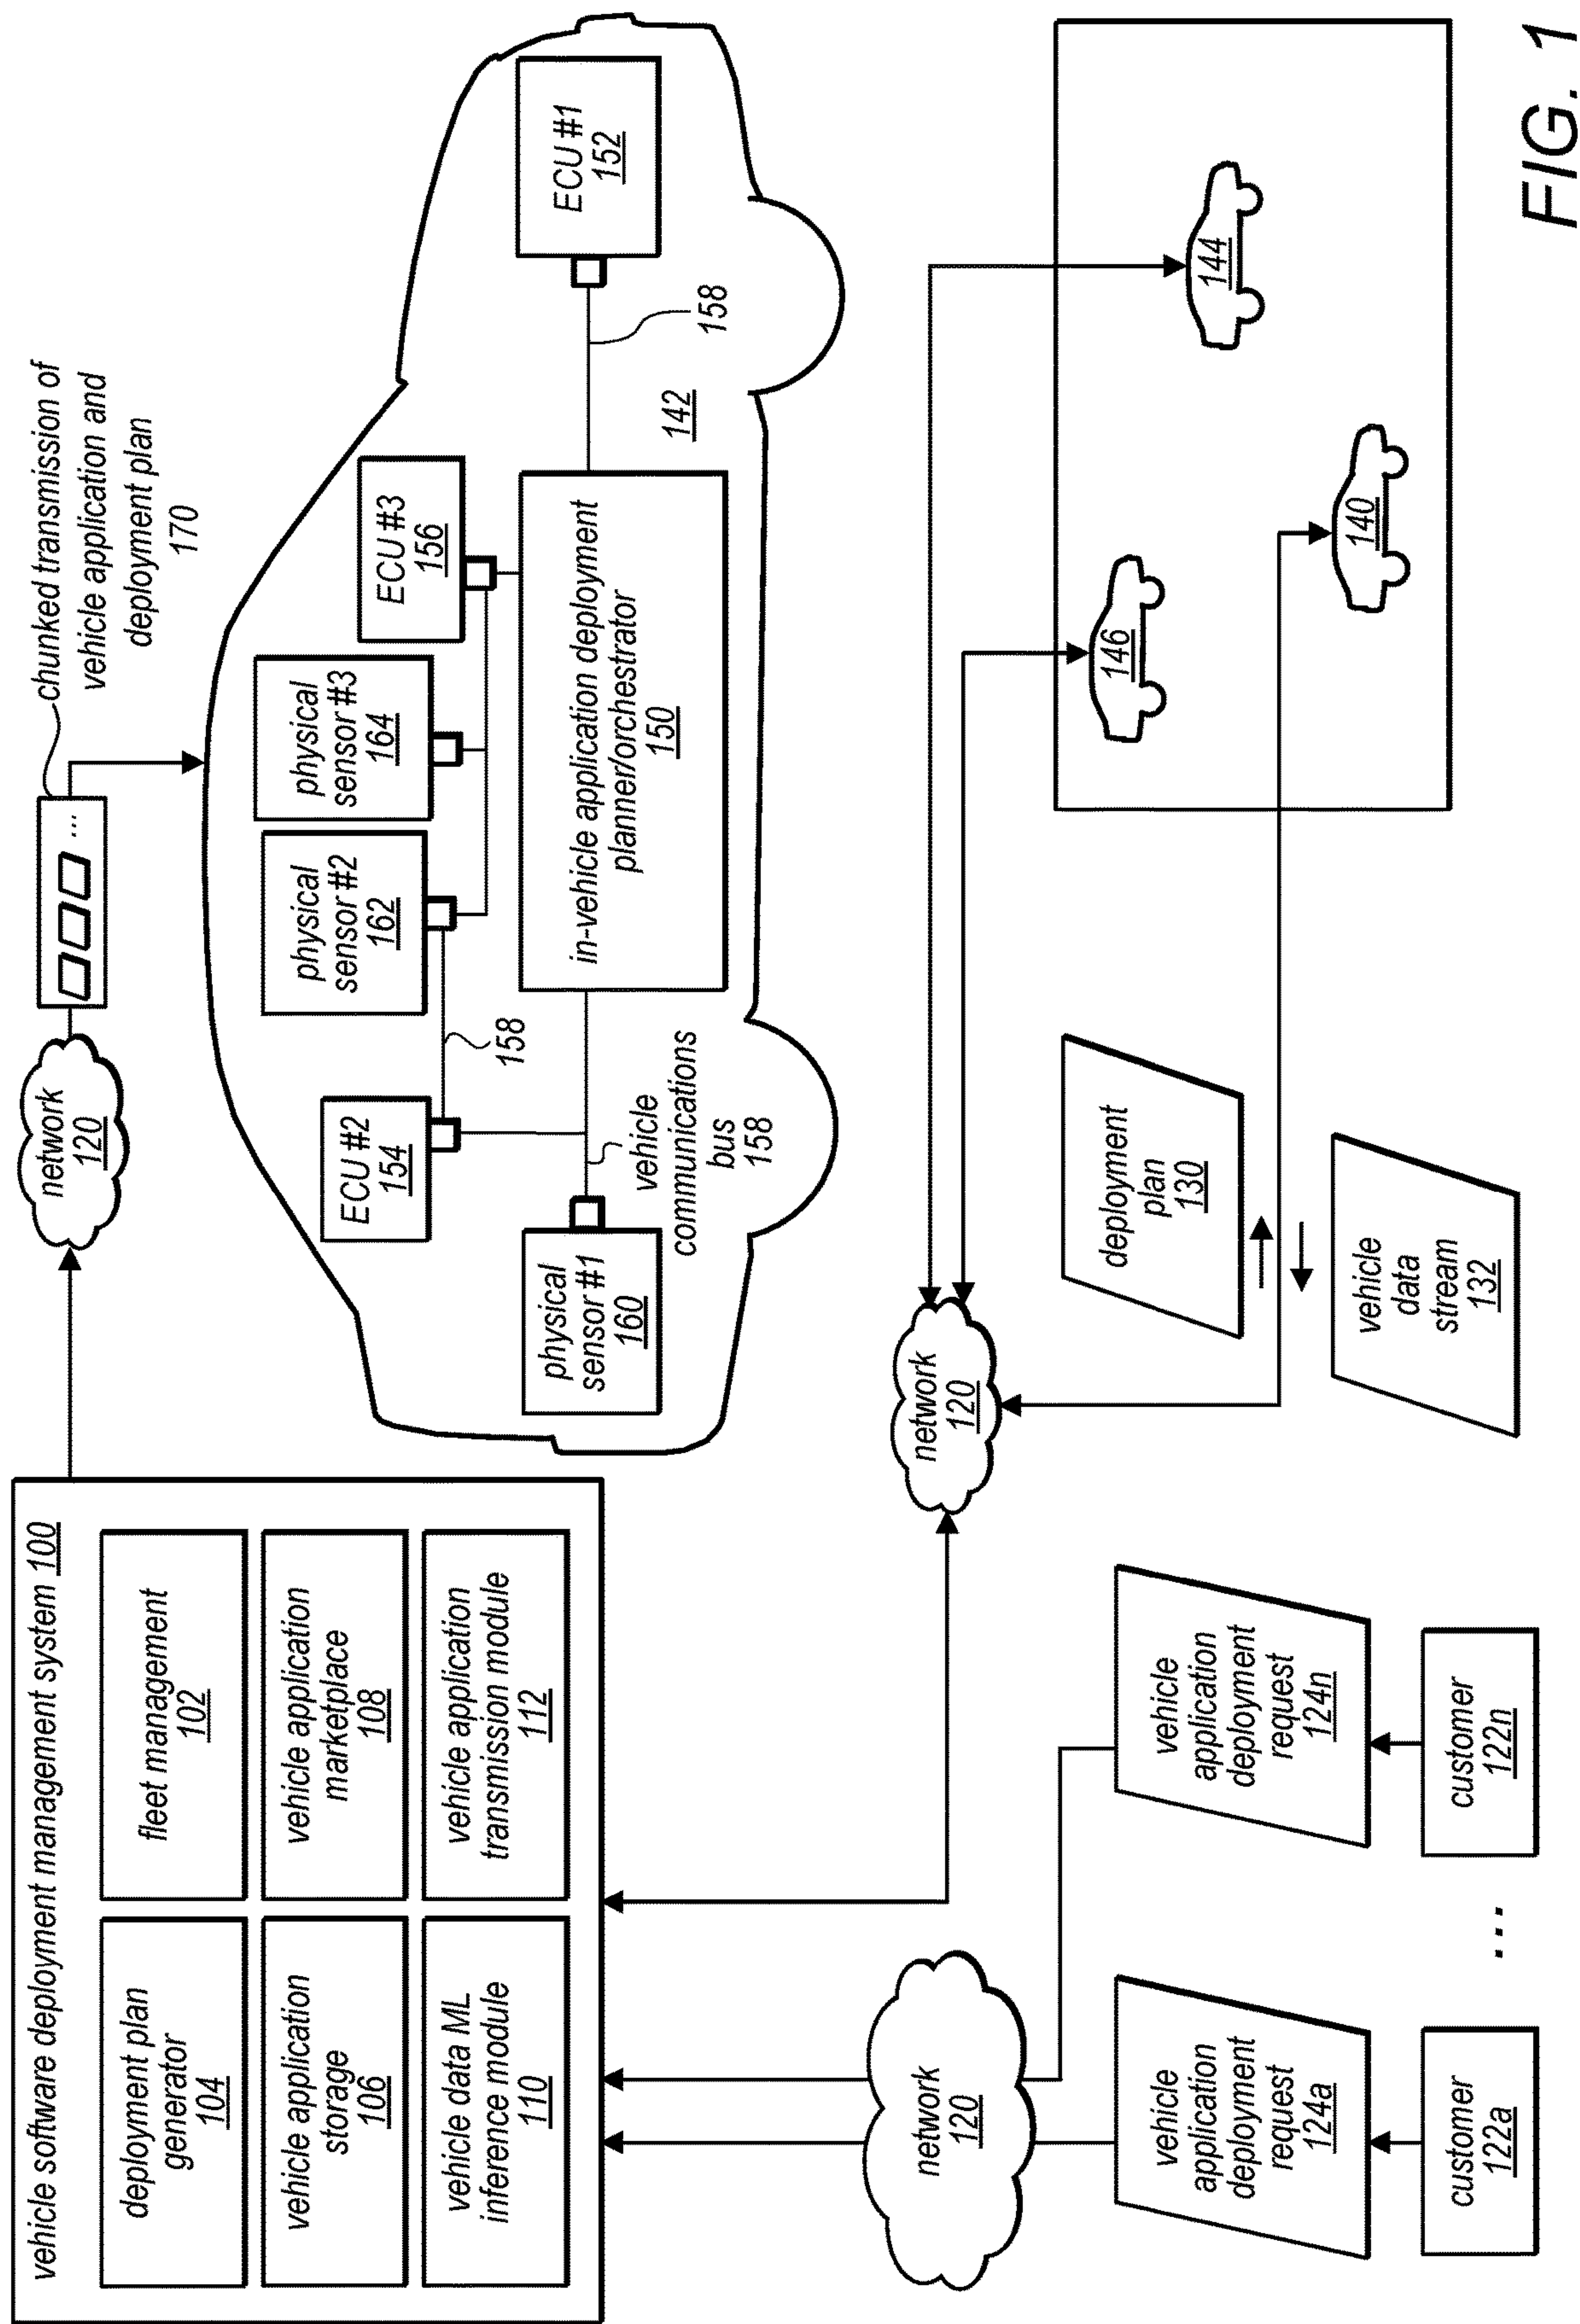 vehicle software deployment management system 100
deployment plan
generator
104
fleet management
102
vehicle application
storage
106
vehicle application
marketplace
108
vehicle data ML
inference module
110
vehicle application
transmission module
112
network
120
chunked transmission of
vehicle application and
deployment plan
170
physical
sensor #1
160
ECU #2
154
physical
sensor #2
162
physical
sensor #3
164
ECU #3
156
ECU #1
152
158
vehicle
communications
bus
158
in-vehicle application deployment
planner/orchestrator
150
142
158
network
120
network
120
deployment
plan
130
vehicle
data
stream
132
146
144
140
vehicle
application
deployment
request
124a
vehicle
application
deployment
request
124n
customer
122a
...
customer
122n
FIG. 1